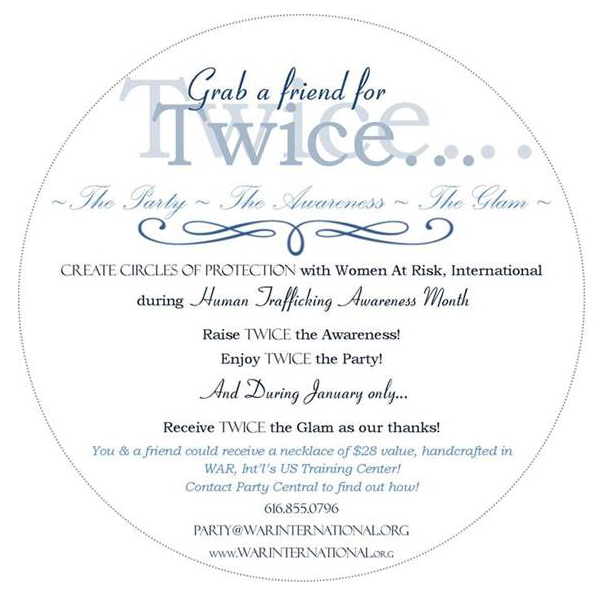 Grab a friend for
Twice....
~ The Party ~ The Awareness ~ The Glam ~
CREATE CIRCLES OF PROTECTION with Women At Risk, International
during Human Trafficking Awareness Month
Raise TWICE the Awareness!
Enjoy TWICE the Party!
And During January only...
Receive TWICE the Glam as our thanks!
You & a friend could receive a necklace of $28 value, handcrafted in
WAR, Int'l's US Training Center!
Contact Party Central to find out how!
616.855.0796
PARTY@WARINTERNATIONAL.ORG
WWW.WARINTERNATIONAL.ORG